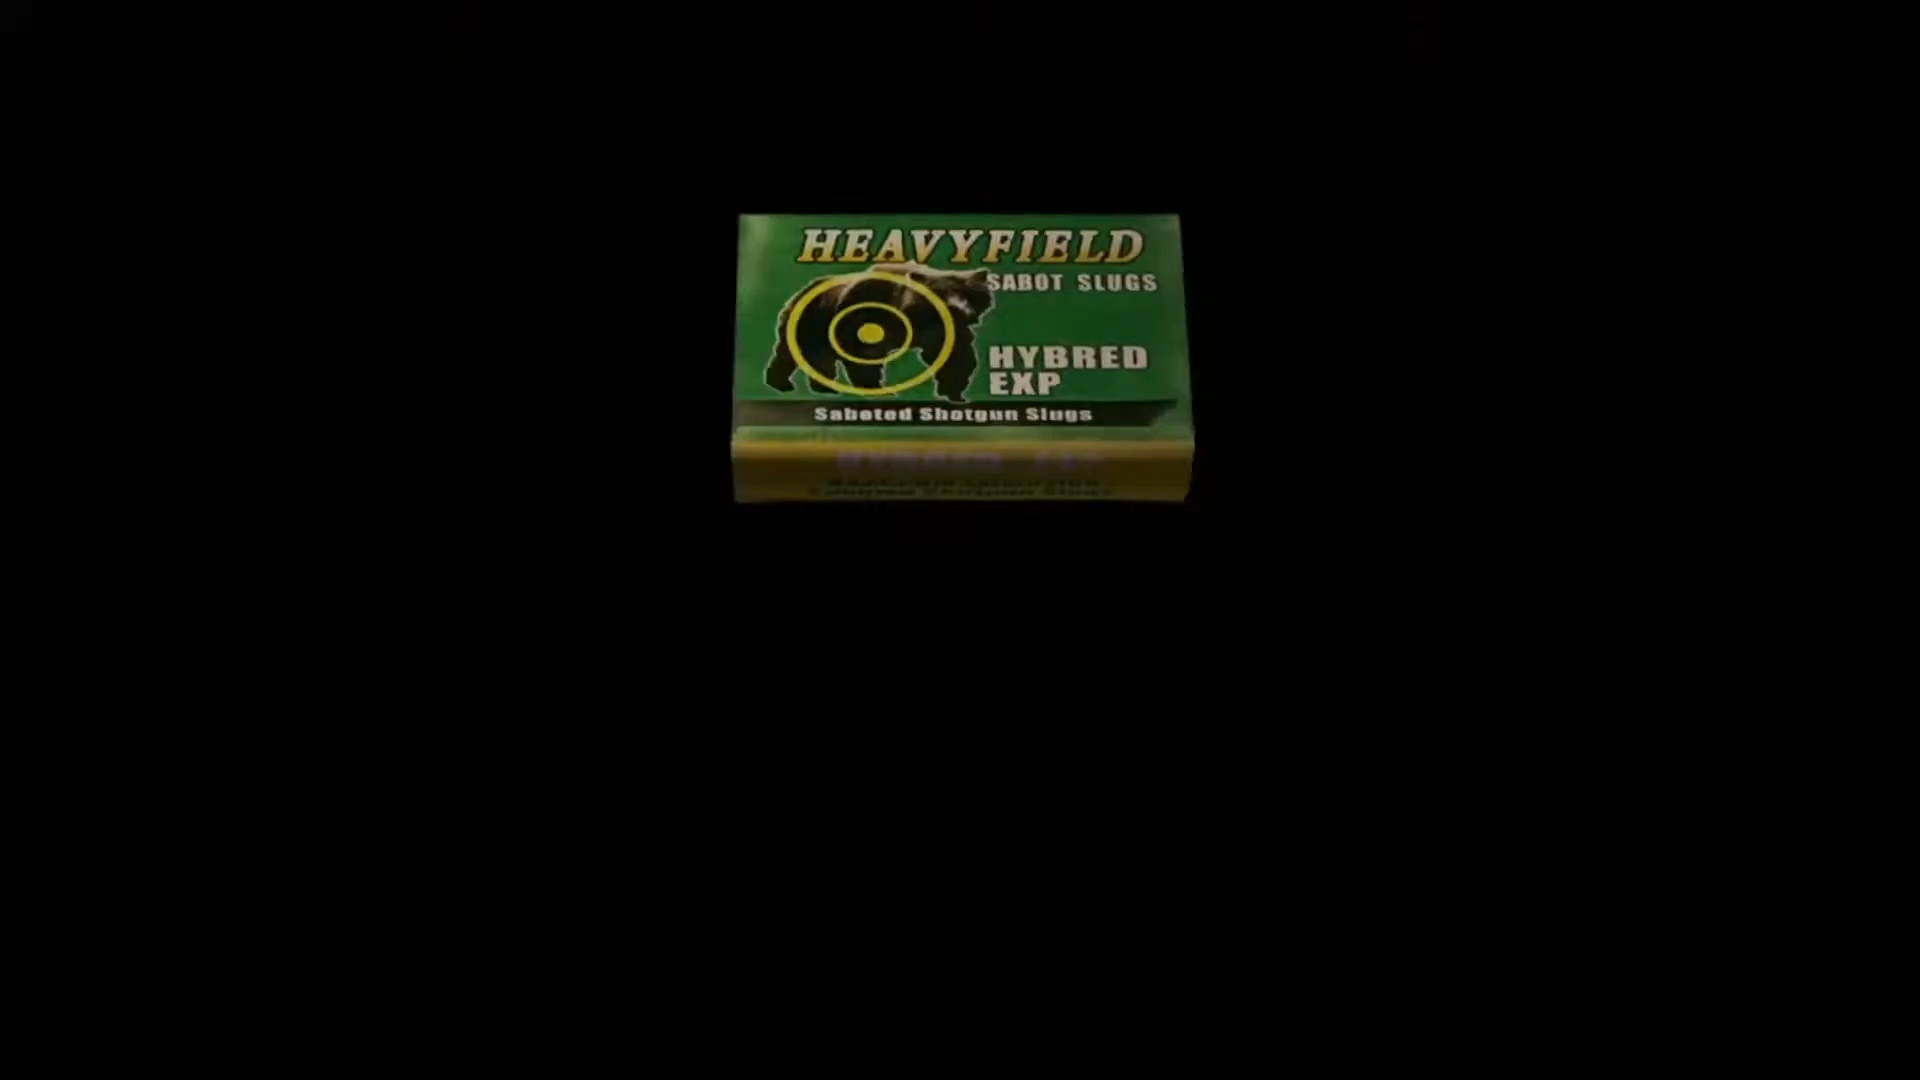 HEAVYFIELD
SABOT SLUGS
HYBRED
EXP
Saboted Shotgun Slugs